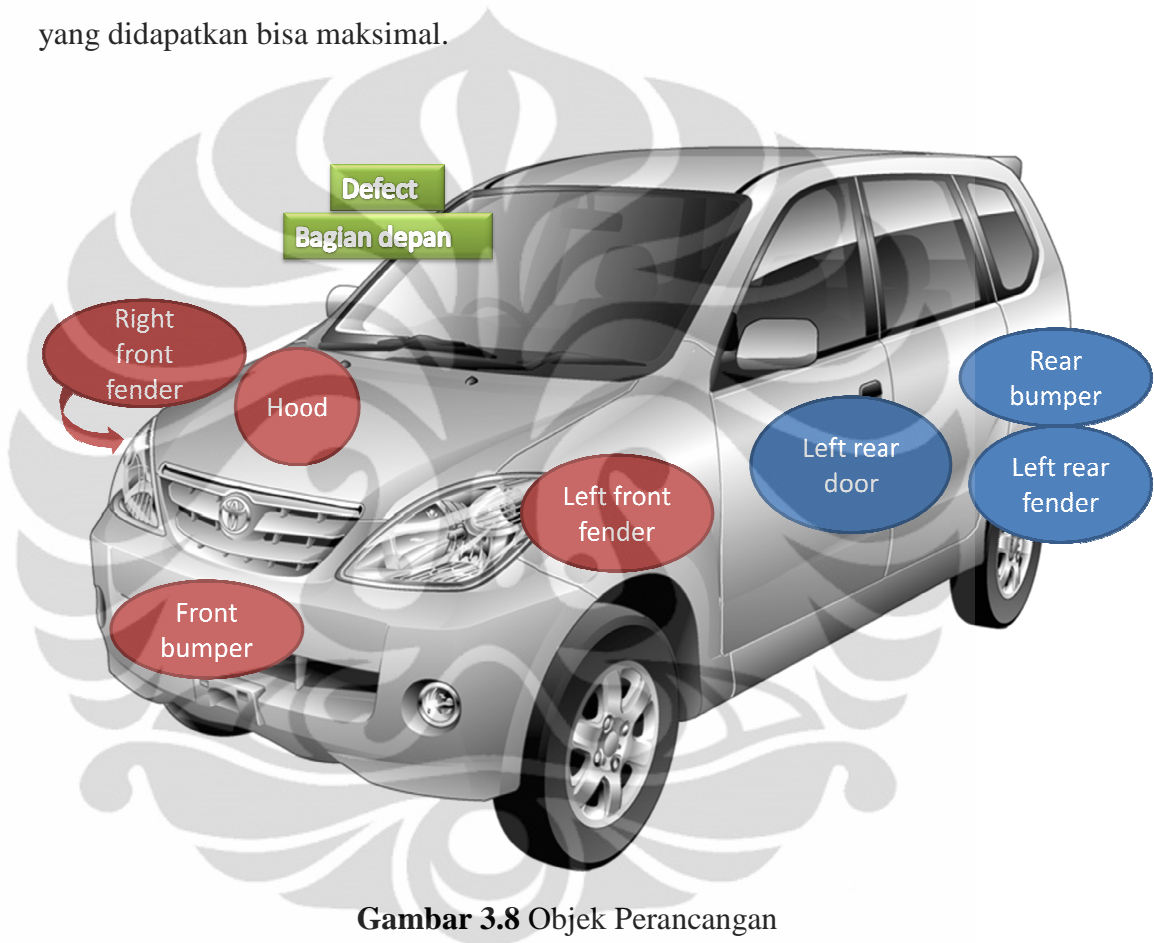 yang didapatkan bisa maksimal.
Defect
Bagian depan
Right
front
fender
Hood
Rear
bumper
Left rear
door
Left rear
fender
Left front
fender
Front
bumper
Gambar 3.8 Objek Perancangan